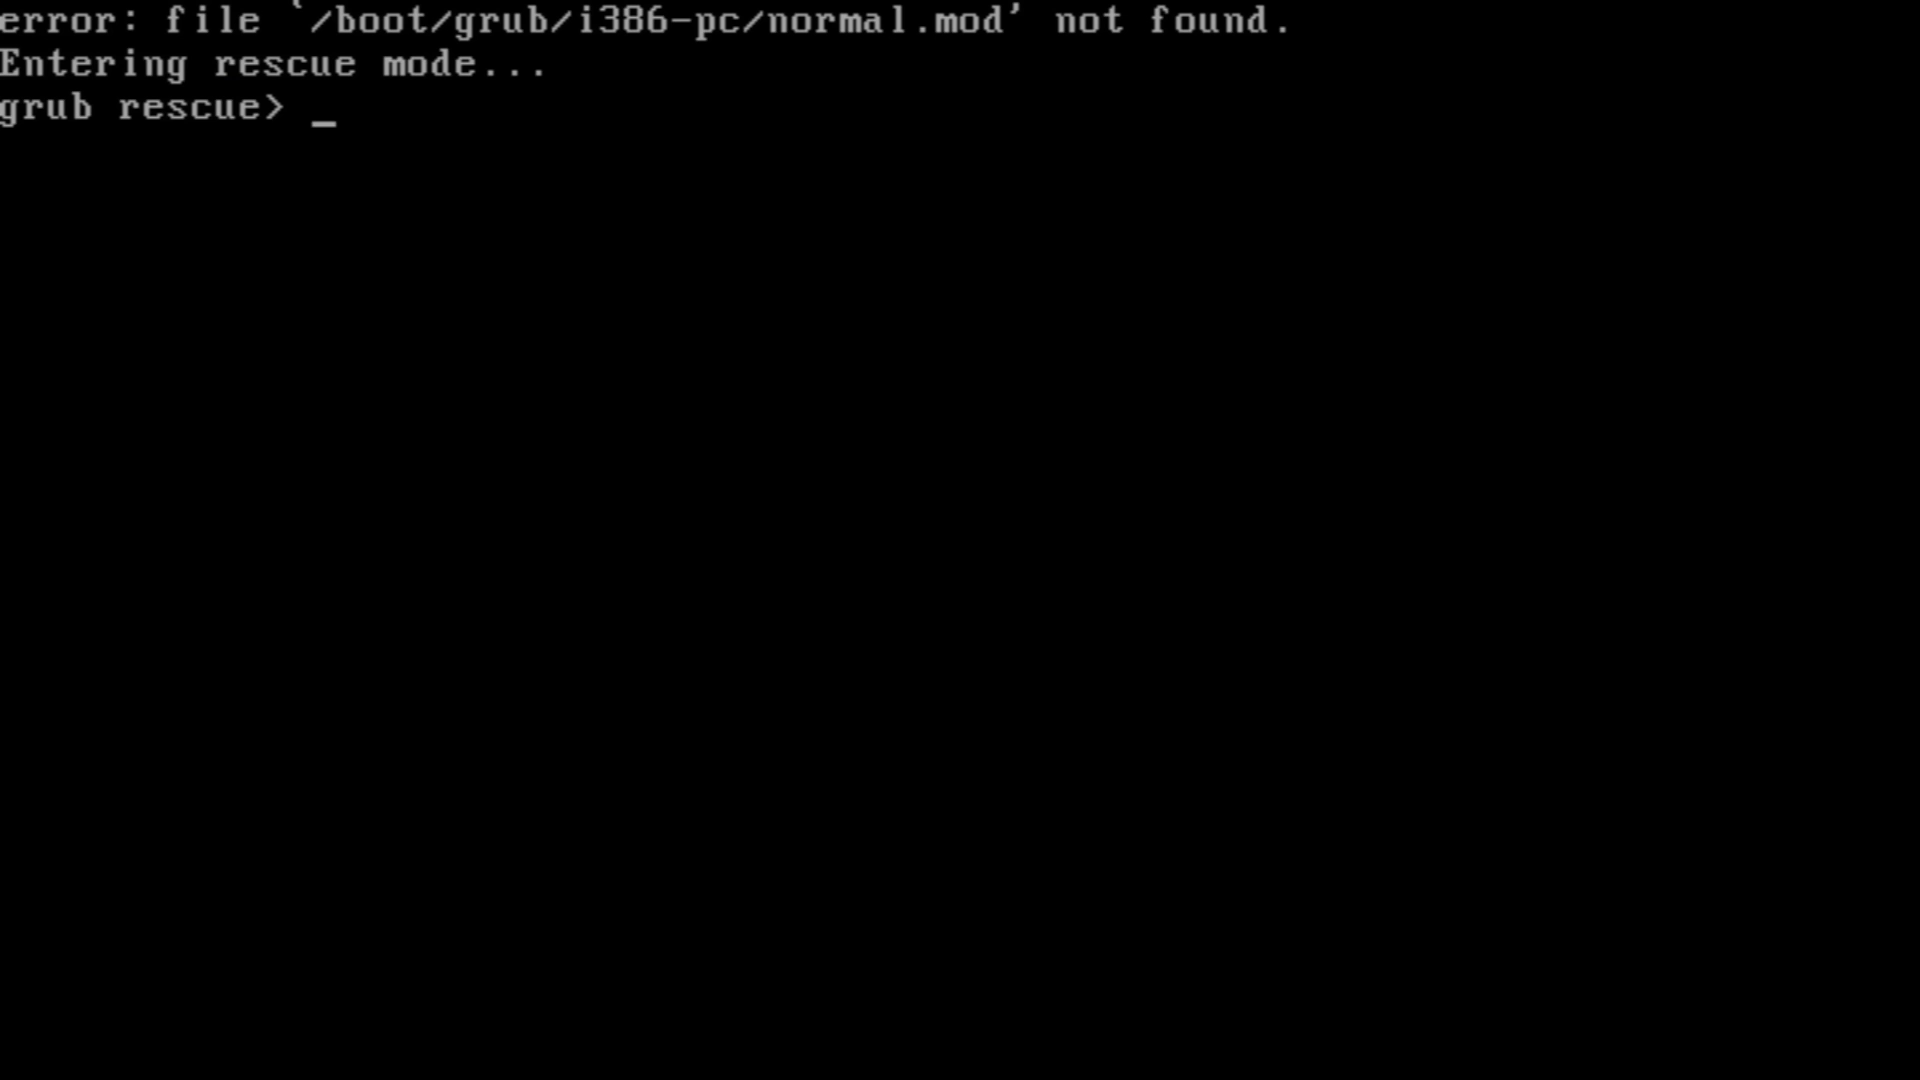 error: file `/boot/grub/i386-pc/normal.mod' not found.
Entering rescue mode...
grub rescue> _